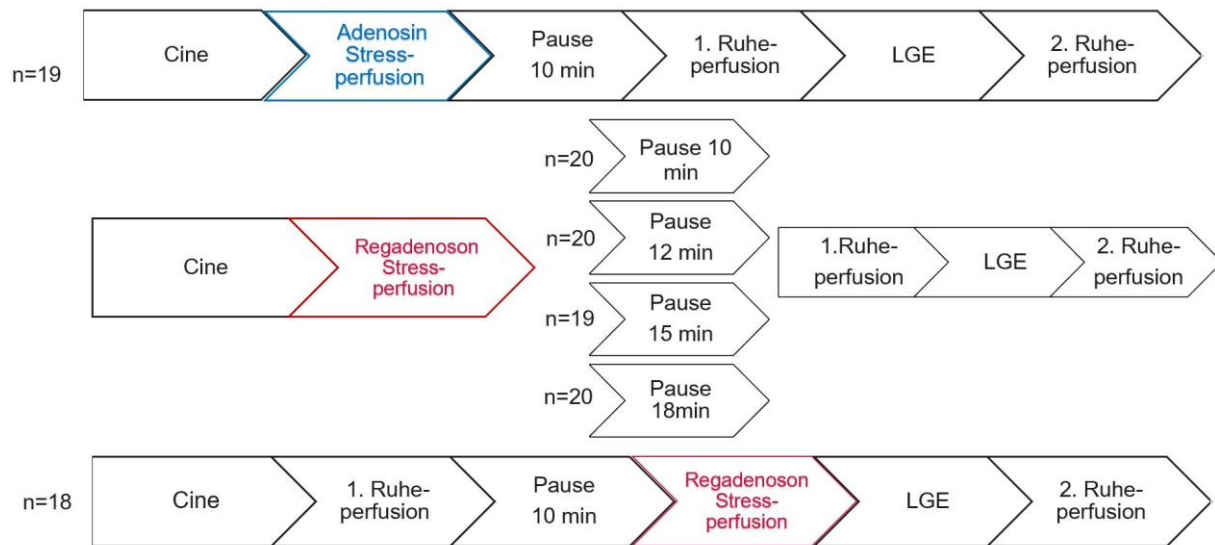 n=19
Cine
Adenosin
Stress-
perfusion
Pause
10 min
1. Ruhe-
perfusion
LGE
2. Ruhe-
perfusion
n=20
Pause 10
min
n=20
Pause
12 min
n=19
Pause
15 min
n=20
Pause
18min
Cine
Regadenoson
Stress-
perfusion
1.Ruhe-
perfusion
LGE
2. Ruhe-
perfusion
n=18
Cine
1. Ruhe-
perfusion
Pause
10 min
Regadenoson
Stress-
perfusion
LGE
2. Ruhe-
perfusion